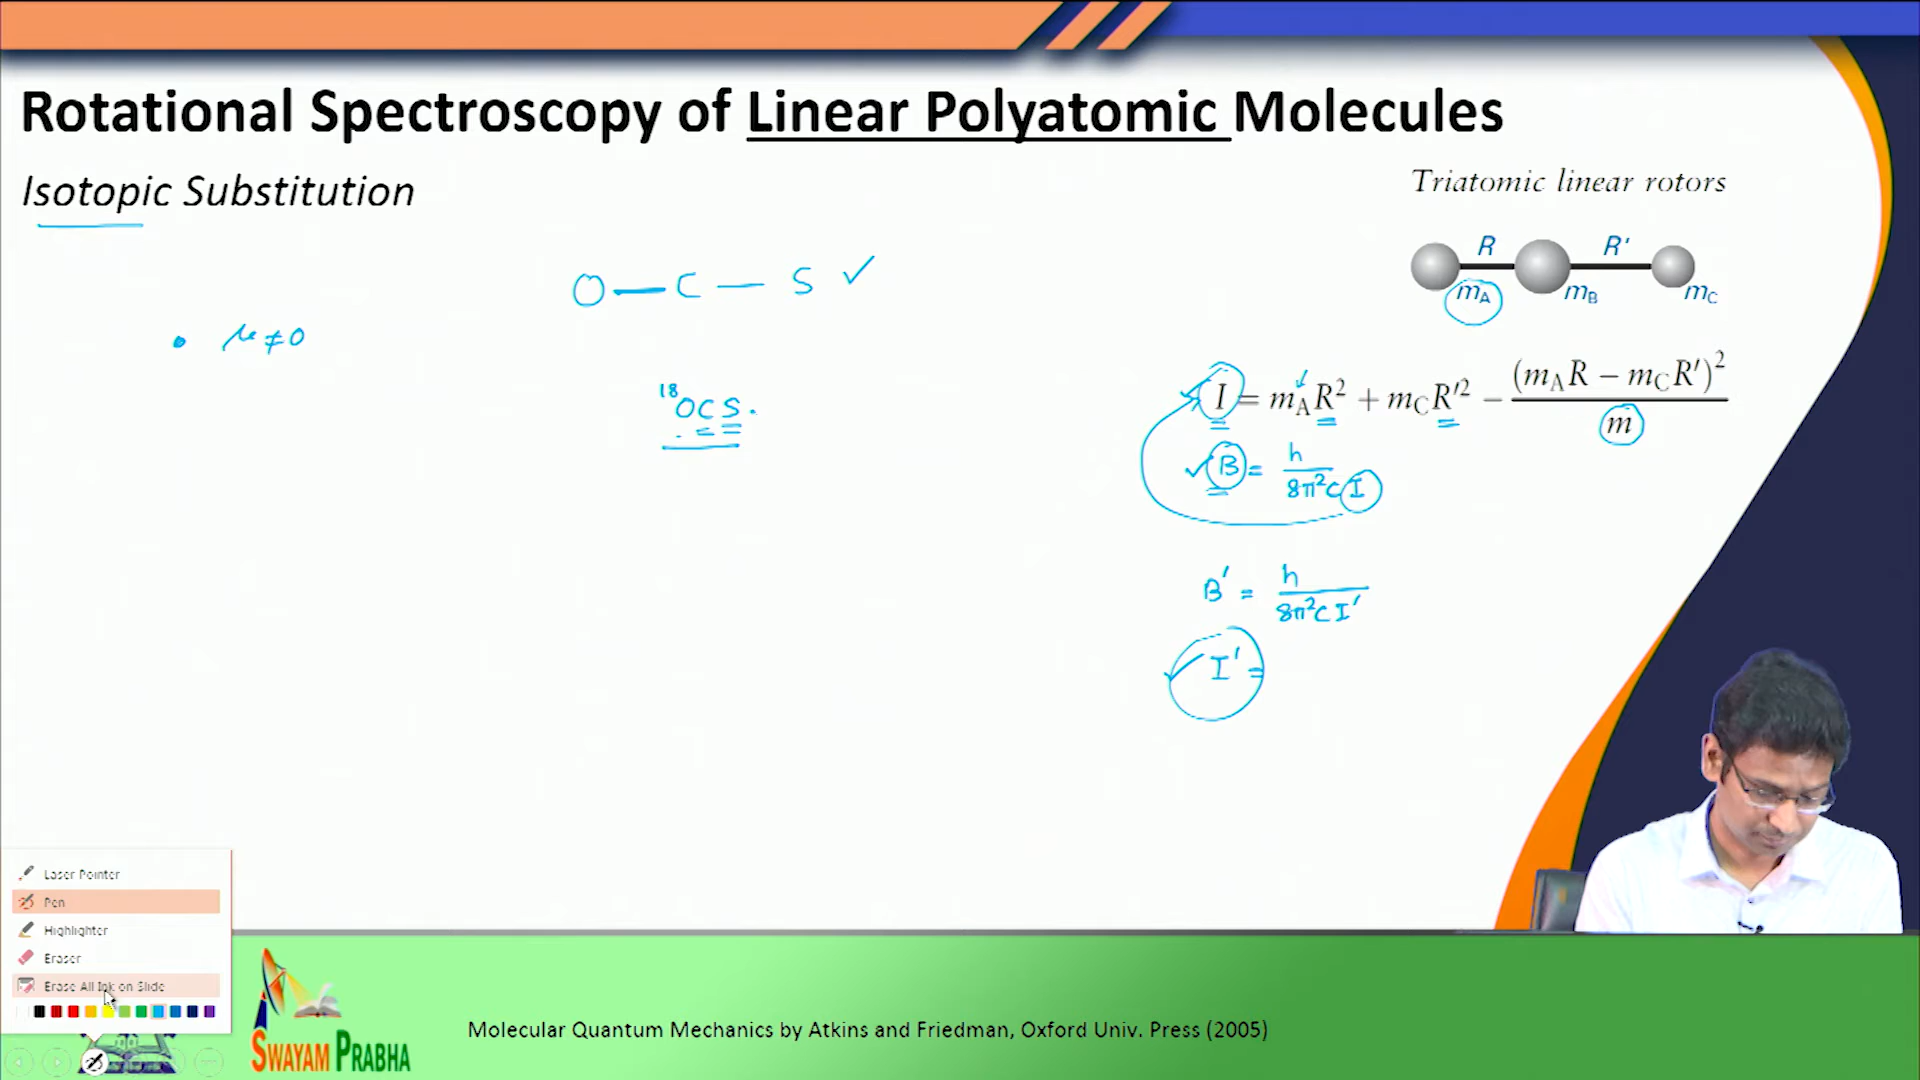 Rotational Spectroscopy of Linear Polyatomic Molecules
Isotopic Substitution
Triatomic linear rotors
R R'
mA mB mC
O — C — S ✓
• μ ≠ 0
¹⁸OCS.
I = mAR² + mCR'² − (mAR − mCR')² / m
✓ B = h / 8π²cI
B' = h / 8π²cI'
✓ I' =
Laser Pointer
Pen
Highlighter
Eraser
Erase All Ink on Slide
SWAYAM PRABHA
Molecular Quantum Mechanics by Atkins and Friedman, Oxford Univ. Press (2005)